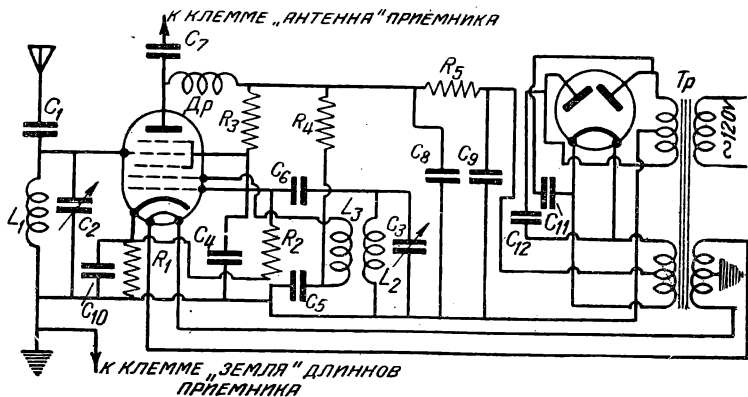 К КЛЕММЕ „АНТЕННА" ПРИЕМНИКА
C7
Др
R5
Тр
C1
R3
R4
~120V
C8
C9
C6
L1
C2
L3
C3
C11
C12
R1
C4
R2
L2
C10
C5
К КЛЕММЕ „ЗЕМЛЯ" ДЛИННОВ
ПРИЕМНИКА